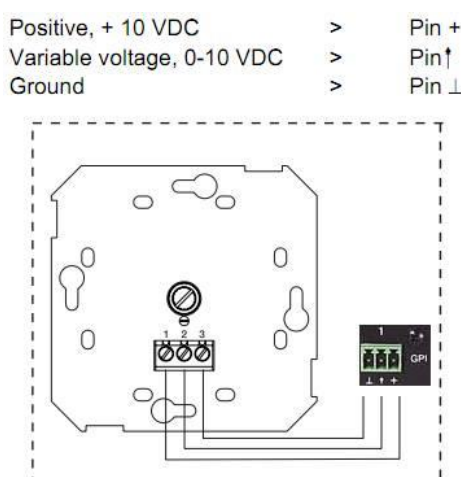 Positive, + 10 VDC > Pin +
Variable voltage, 0-10 VDC > Pin↑
Ground > Pin ⊥
1 2 3
1
GPI
⊥ ↑ +